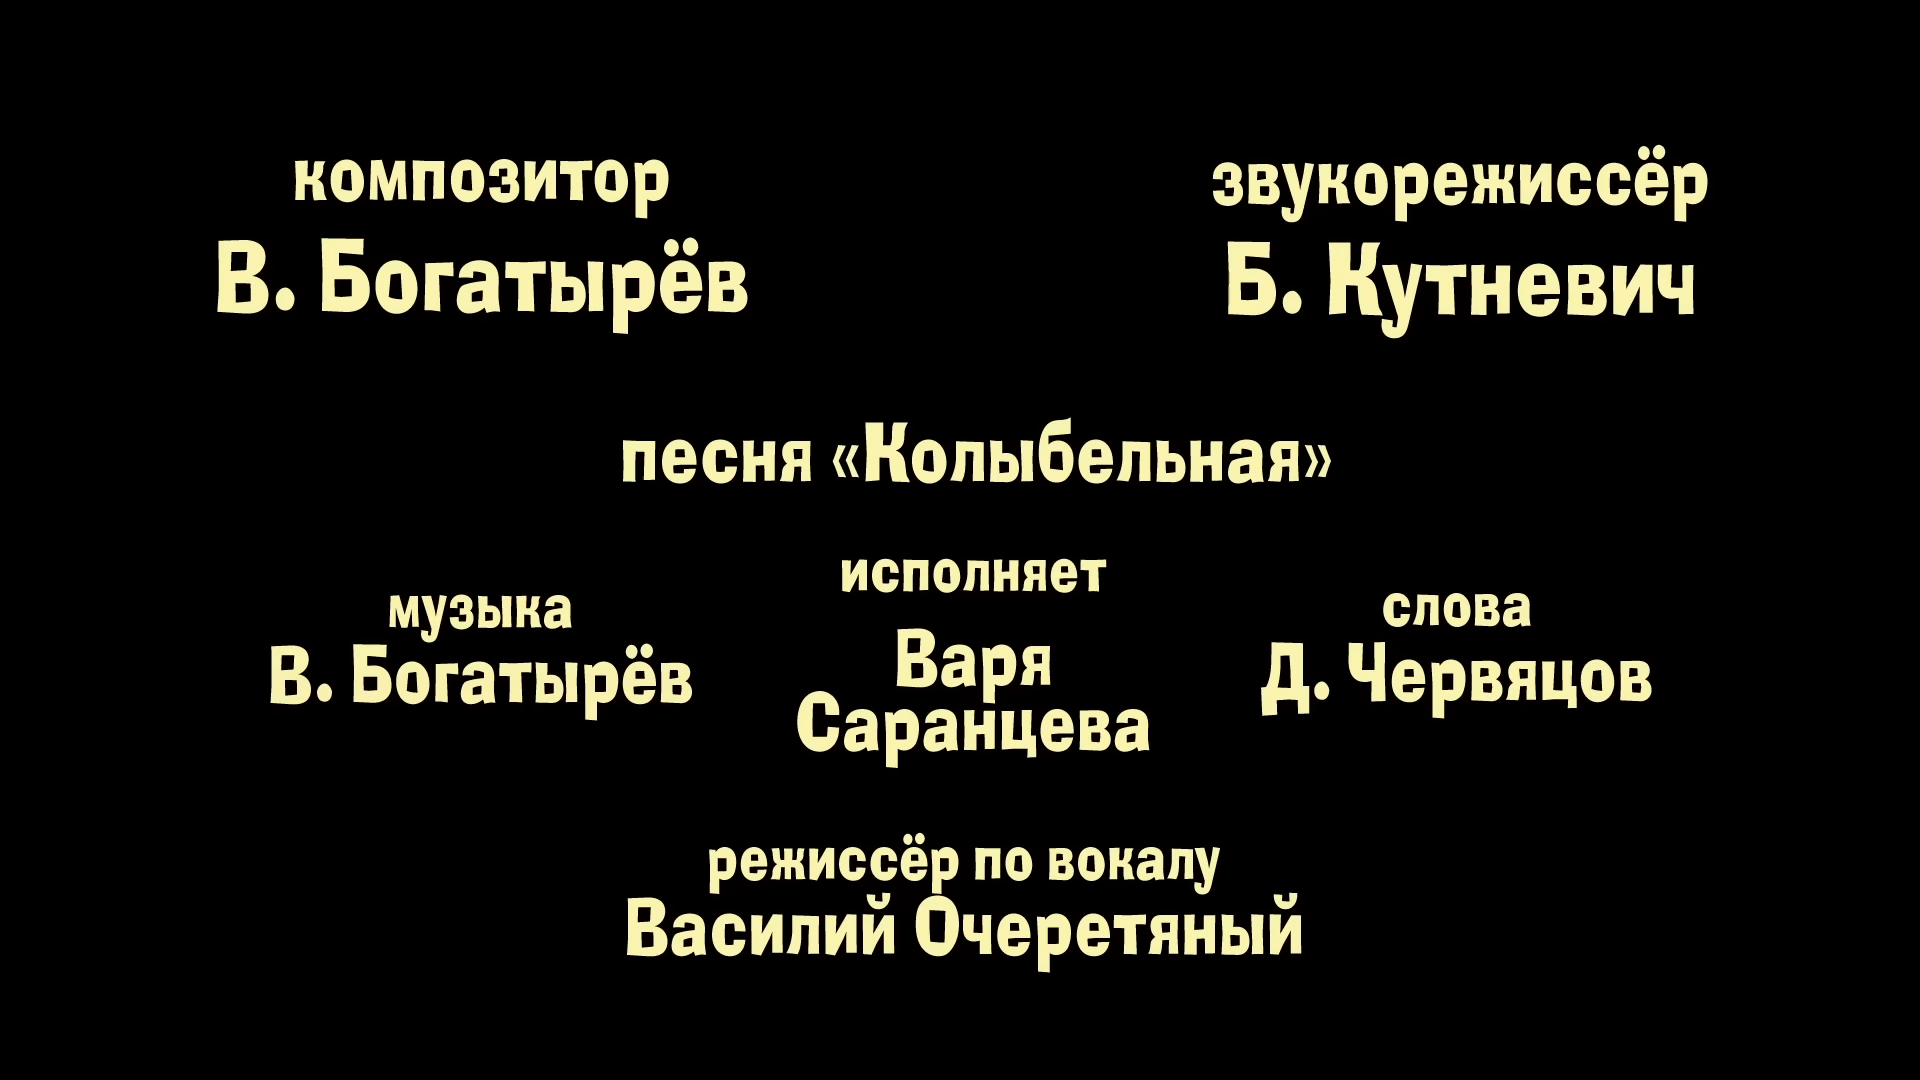 композитор
В. Богатырёв
звукорежиссёр
Б. Кутневич
песня «Колыбельная»
музыка
В. Богатырёв
исполняет
Варя
Саранцева
слова
Д. Червяцов
режиссёр по вокалу
Василий Очеретяный